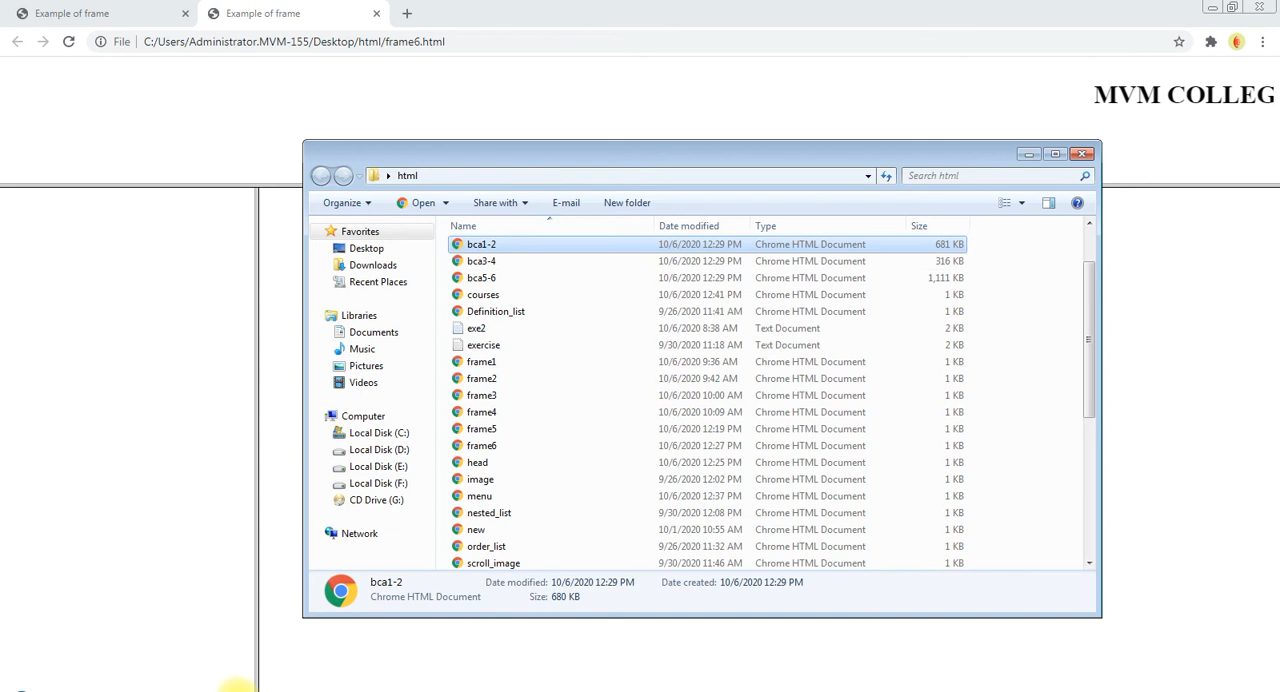 Example of frame
Example of frame
File C:/Users/Administrator.MVM-155/Desktop/html/frame6.html
MVM COLLEG
html
Search html
Organize Open Share with E-mail New folder
Favorites
Desktop
Downloads
Recent Places
Libraries
Documents
Music
Pictures
Videos
Computer
Local Disk (C:)
Local Disk (D:)
Local Disk (E:)
Local Disk (F:)
CD Drive (G:)
Network
Name Date modified Type Size
bca1-2 10/6/2020 12:29 PM Chrome HTML Document 681 KB
bca3-4 10/6/2020 12:29 PM Chrome HTML Document 316 KB
bca5-6 10/6/2020 12:29 PM Chrome HTML Document 1,111 KB
courses 10/6/2020 12:41 PM Chrome HTML Document 1 KB
Definition_list 9/26/2020 11:41 AM Chrome HTML Document 1 KB
exe2 10/6/2020 8:38 AM Text Document 2 KB
exercise 9/30/2020 11:18 AM Text Document 2 KB
frame1 10/6/2020 9:36 AM Chrome HTML Document 1 KB
frame2 10/6/2020 9:42 AM Chrome HTML Document 1 KB
frame3 10/6/2020 10:00 AM Chrome HTML Document 1 KB
frame4 10/6/2020 10:09 AM Chrome HTML Document 1 KB
frame5 10/6/2020 12:19 PM Chrome HTML Document 1 KB
frame6 10/6/2020 12:27 PM Chrome HTML Document 1 KB
head 10/6/2020 12:25 PM Chrome HTML Document 1 KB
image 9/26/2020 12:02 PM Chrome HTML Document 1 KB
menu 10/6/2020 12:37 PM Chrome HTML Document 1 KB
nested_list 9/30/2020 12:08 PM Chrome HTML Document 1 KB
new 10/1/2020 10:55 AM Chrome HTML Document 1 KB
order_list 9/26/2020 11:32 AM Chrome HTML Document 1 KB
scroll_image 9/30/2020 11:46 AM Chrome HTML Document 1 KB
bca1-2 Date modified: 10/6/2020 12:29 PM Date created: 10/6/2020 12:29 PM
Chrome HTML Document Size: 680 KB